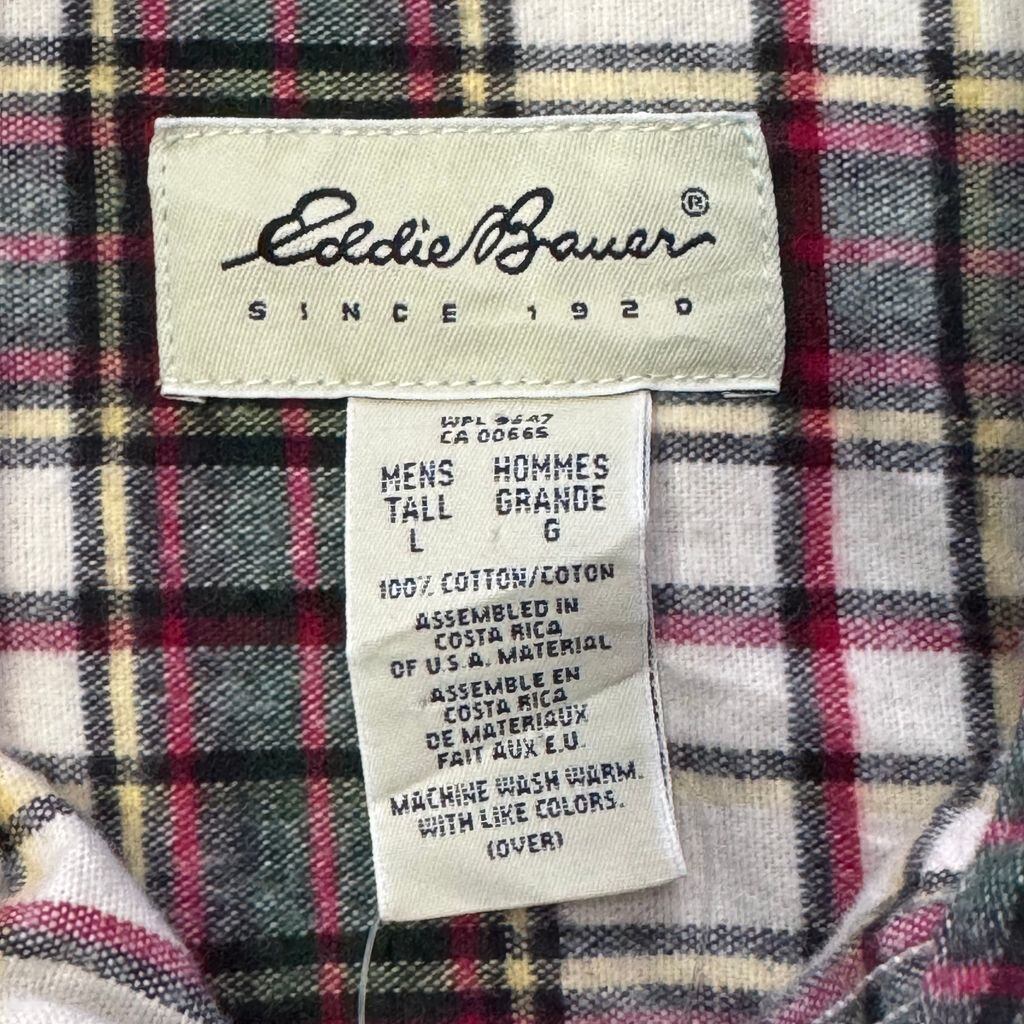 Eddie Bauer®
SINCE 1920
WPL 9547
CA 00665
MENS HOMMES
TALL GRANDE
L G
100% COTTON/COTON
ASSEMBLED IN
COSTA RICA
OF U.S.A. MATERIAL
ASSEMBLE EN
COSTA RICA
DE MATERIAUX
FAIT AUX E.U.
MACHINE WASH WARM.
WITH LIKE COLORS.
(OVER)